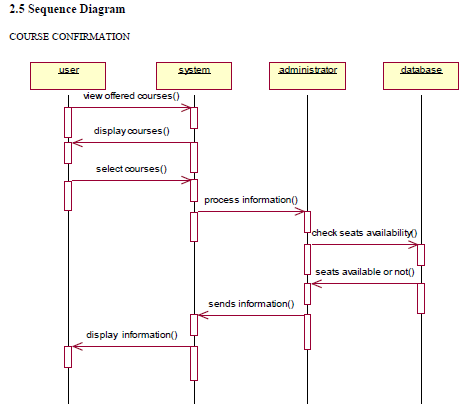 2.5 Sequence Diagram
COURSE CONFIRMATION
user system administrator database
view offered courses()
display courses()
select courses()
process information()
check seats availability()
seats available or not()
sends information()
display information()